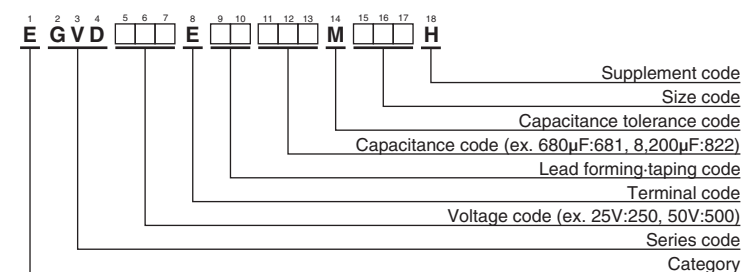 1 2 3 4 5 6 7 8 9 10 11 12 13 14 15 16 17 18
E GVD E M H
Supplement code
Size code
Capacitance tolerance code
Capacitance code (ex. 680µF:681, 8,200µF:822)
Lead forming·taping code
Terminal code
Voltage code (ex. 25V:250, 50V:500)
Series code
Category